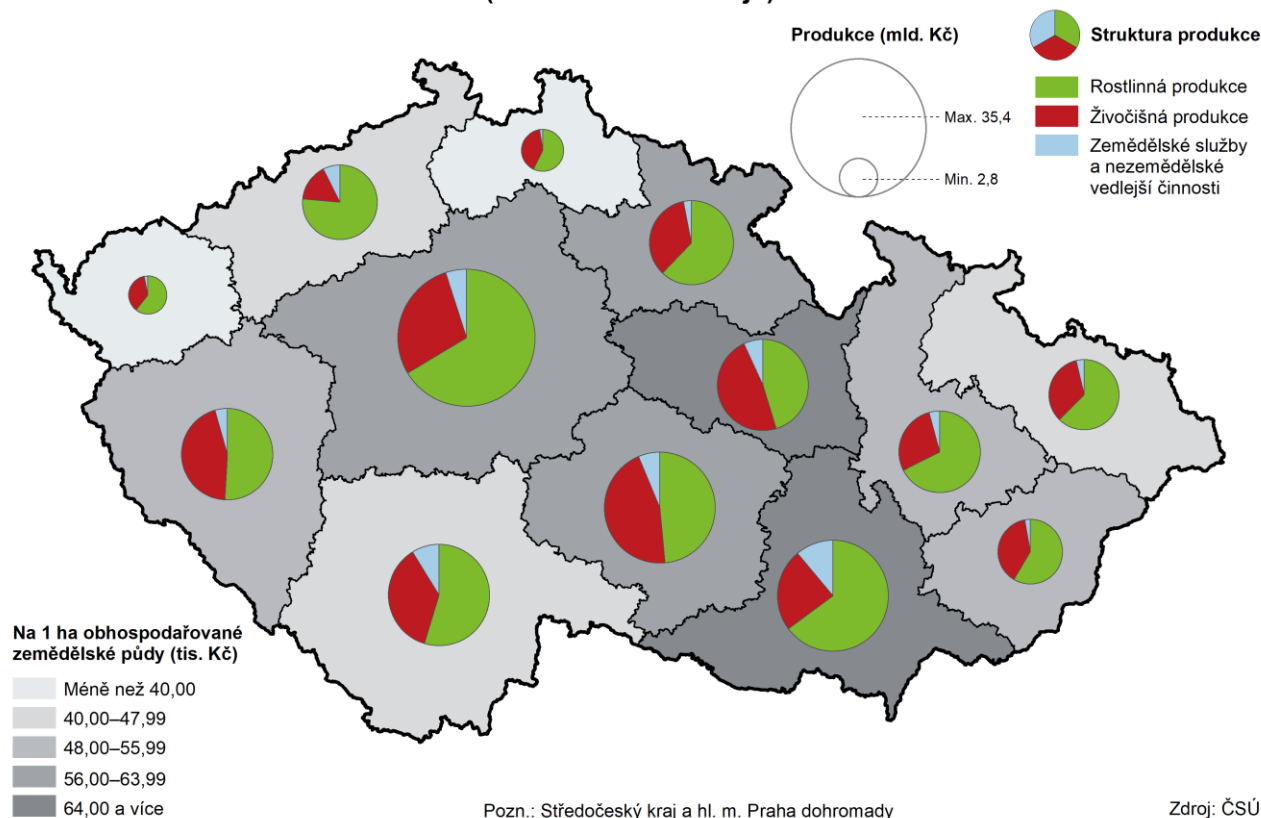 Produkce (mld. Kč)
Max. 35,4
Min. 2,8
Struktura produkce
Rostlinná produkce
Živočišná produkce
Zemědělské služby
a nezemědělské
vedlejší činnosti
Na 1 ha obhospodařované
zemědělské půdy (tis. Kč)
Méně než 40,00
40,00–47,99
48,00–55,99
56,00–63,99
64,00 a více
Pozn.: Středočeský kraj a hl. m. Praha dohromady
Zdroj: ČSÚ